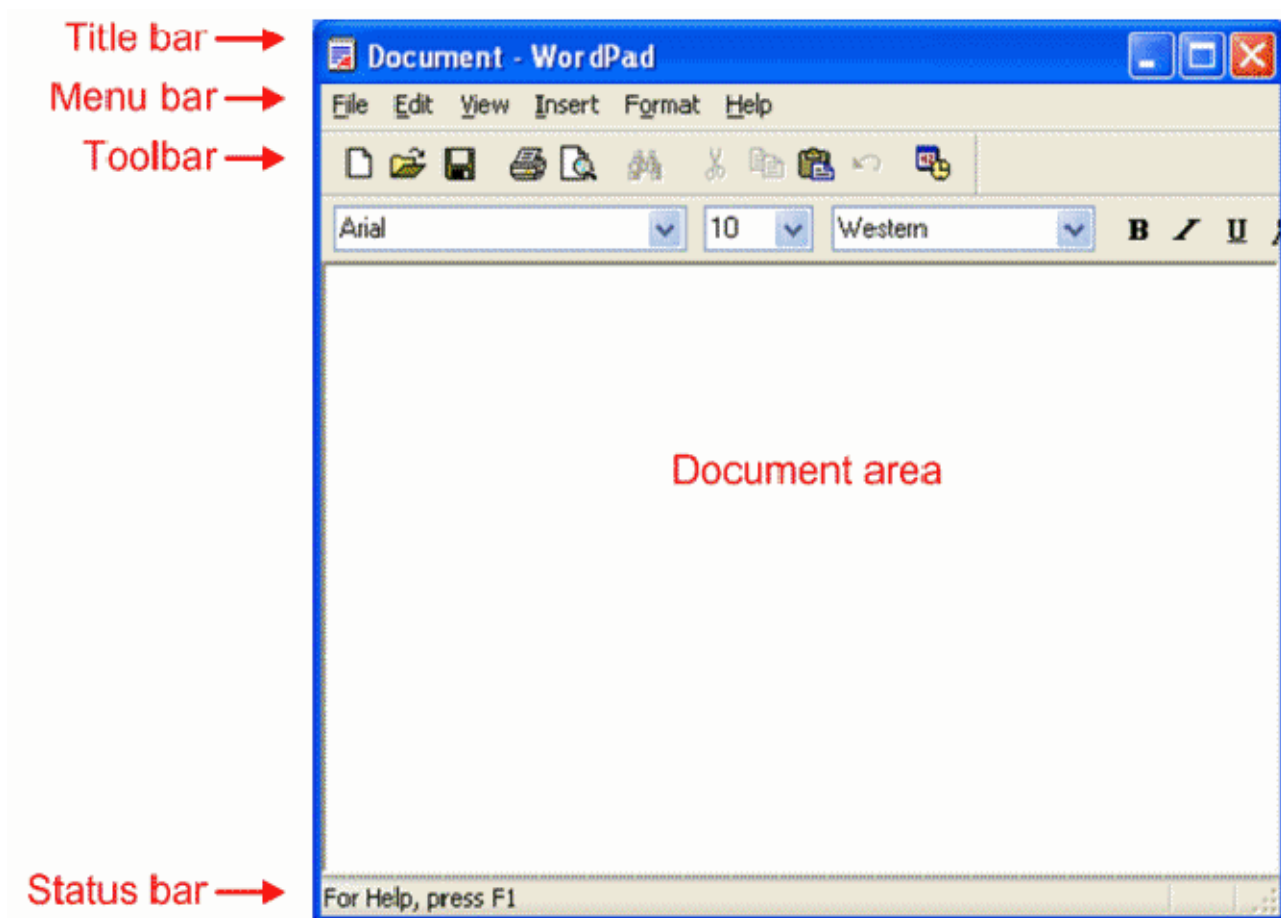 Title bar
Document - WordPad
Menu bar
File Edit View Insert Format Help
Toolbar
Arial 10 Western B I U
Document area
Status bar
For Help, press F1